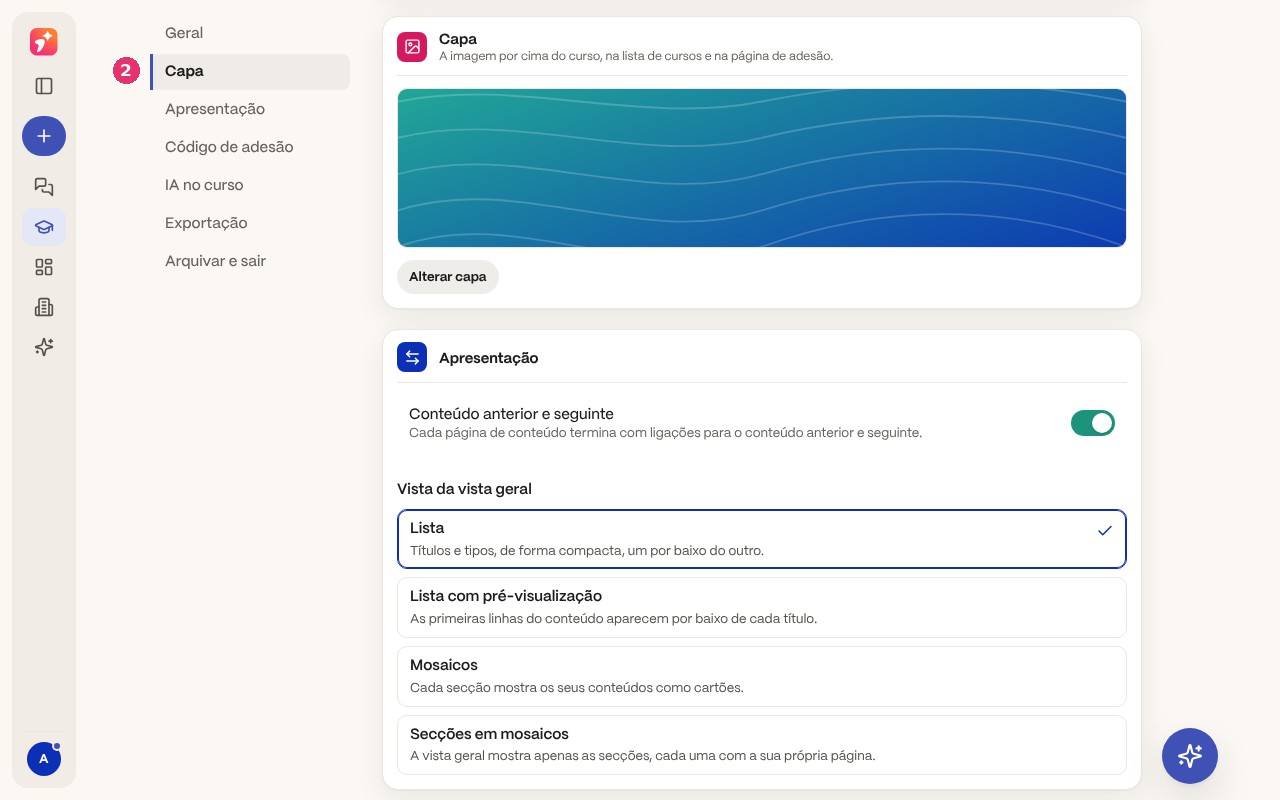 Geral
2
Capa
Apresentação
Código de adesão
IA no curso
Exportação
Arquivar e sair
A
Capa
A imagem por cima do curso, na lista de cursos e na página de adesão.
Alterar capa
Apresentação
Conteúdo anterior e seguinte
Cada página de conteúdo termina com ligações para o conteúdo anterior e seguinte.
Vista da vista geral
Lista
Títulos e tipos, de forma compacta, um por baixo do outro.
Lista com pré-visualização
As primeiras linhas do conteúdo aparecem por baixo de cada título.
Mosaicos
Cada secção mostra os seus conteúdos como cartões.
Secções em mosaicos
A vista geral mostra apenas as secções, cada uma com a sua própria página.